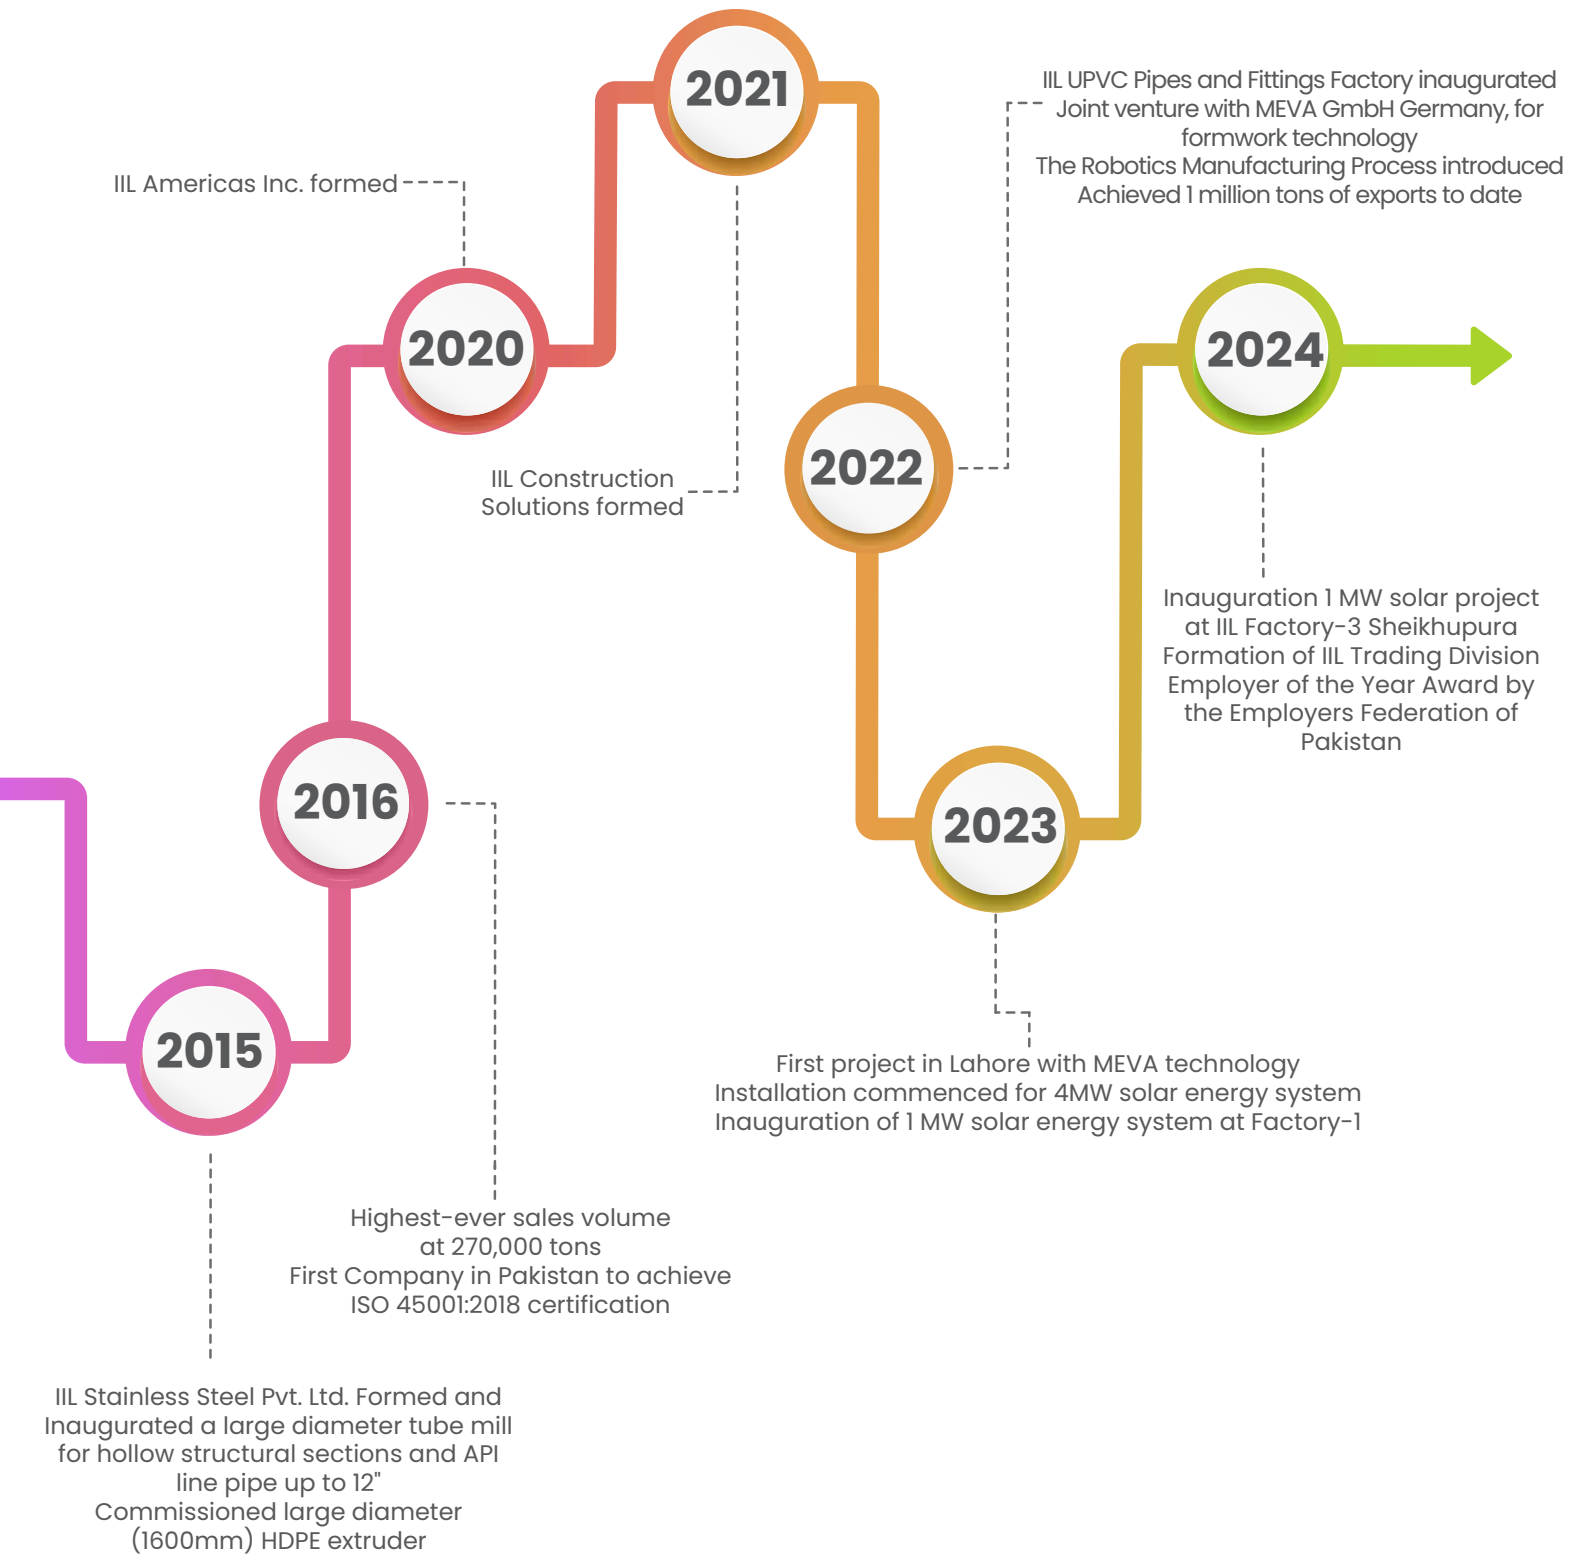 2015
IIL Stainless Steel Pvt. Ltd. Formed and
Inaugurated a large diameter tube mill
for hollow structural sections and API
line pipe up to 12"
Commissioned large diameter
(1600mm) HDPE extruder
2016
Highest-ever sales volume
at 270,000 tons
First Company in Pakistan to achieve
ISO 45001:2018 certification
2020
IIL Americas Inc. formed
2021
IIL Construction
Solutions formed
2022
IIL UPVC Pipes and Fittings Factory inaugurated
Joint venture with MEVA GmbH Germany, for
formwork technology
The Robotics Manufacturing Process introduced
Achieved 1 million tons of exports to date
2023
First project in Lahore with MEVA technology
Installation commenced for 4MW solar energy system
Inauguration of 1 MW solar energy system at Factory-1
2024
Inauguration 1 MW solar project
at IIL Factory-3 Sheikhupura
Formation of IIL Trading Division
Employer of the Year Award by
the Employers Federation of
Pakistan